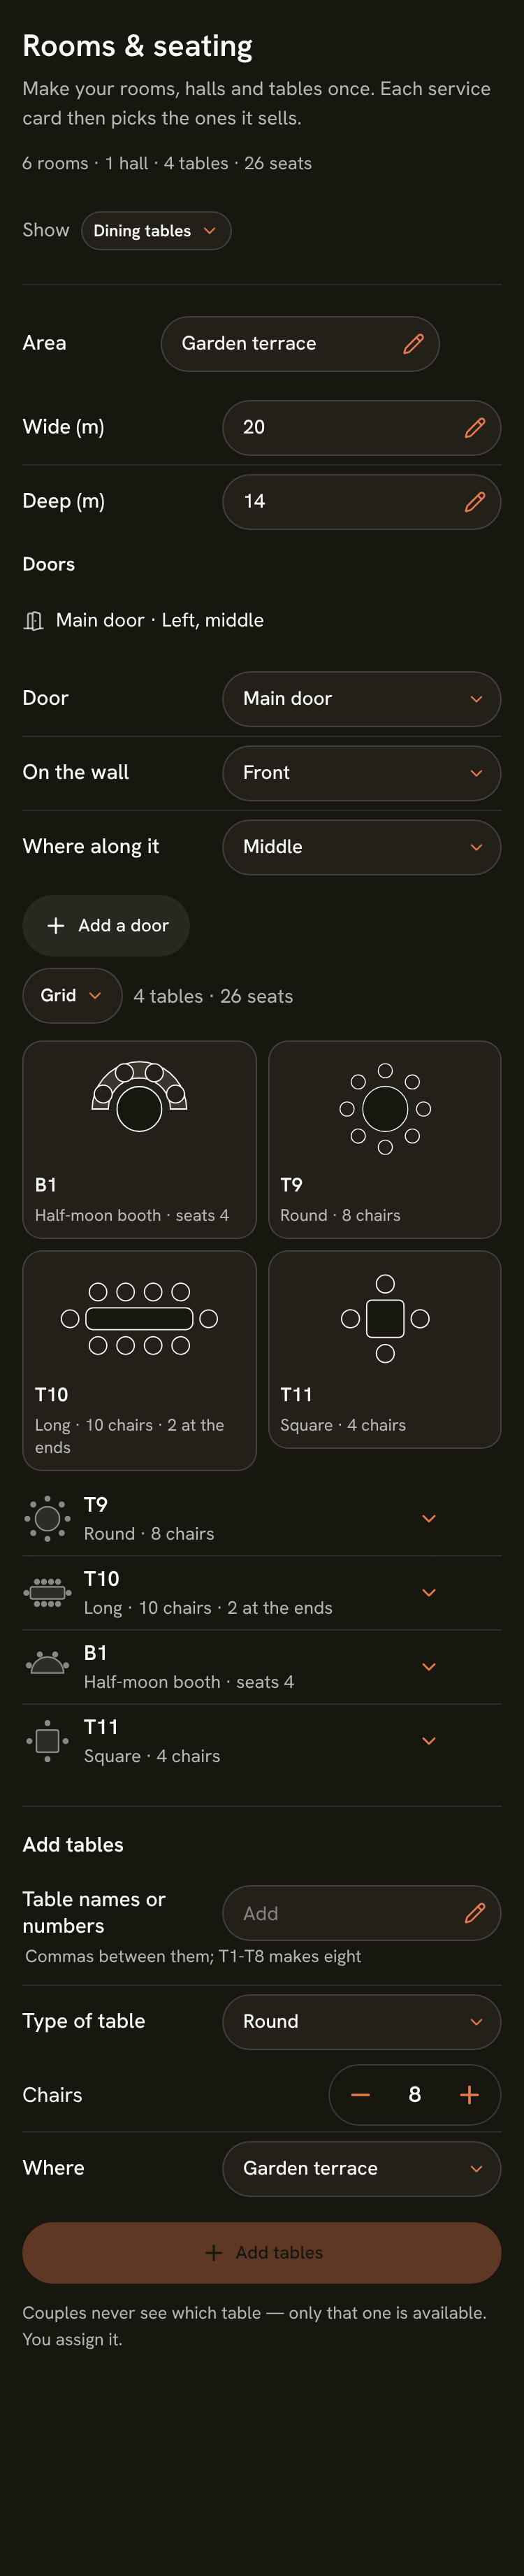 Rooms & seating
Make your rooms, halls and tables once. Each service
card then picks the ones it sells.
6 rooms · 1 hall · 4 tables · 26 seats
Show Dining tables
Area Garden terrace
Wide (m) 20
Deep (m) 14
Doors
Main door · Left, middle
Door Main door
On the wall Front
Where along it Middle
Add a door
Grid 4 tables · 26 seats
B1
Half-moon booth · seats 4
T9
Round · 8 chairs
T10
Long · 10 chairs · 2 at the
ends
T11
Square · 4 chairs
T9
Round · 8 chairs
T10
Long · 10 chairs · 2 at the ends
B1
Half-moon booth · seats 4
T11
Square · 4 chairs
Add tables
Table names or
numbers
Add
Commas between them; T1-T8 makes eight
Type of table Round
Chairs 8
Where Garden terrace
Add tables
Couples never see which table — only that one is available.
You assign it.